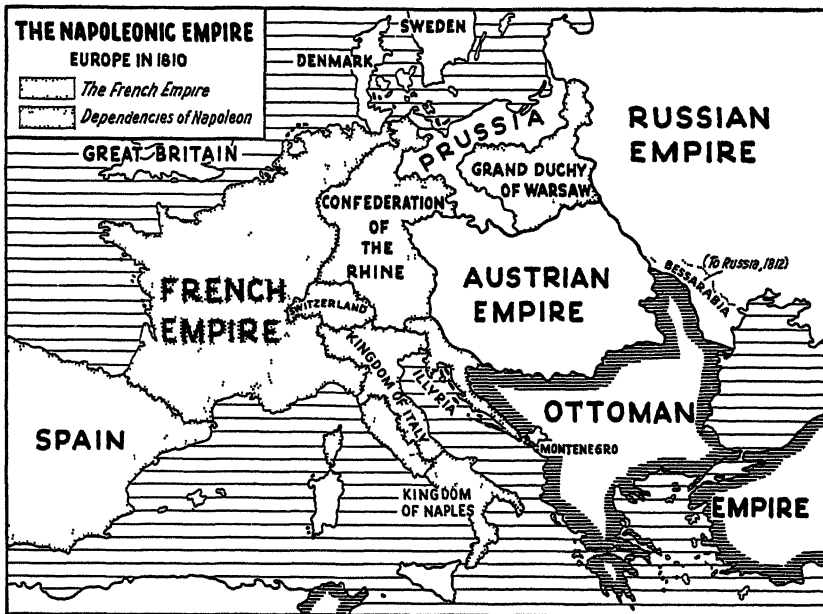 THE NAPOLEONIC EMPIRE
EUROPE IN 1810
The French Empire
Dependencies of Napoleon
SWEDEN
DENMARK
GREAT BRITAIN
PRUSSIA
RUSSIAN
EMPIRE
GRAND DUCHY
OF WARSAW
CONFEDERATION
OF
THE
RHINE
FRENCH
EMPIRE
SWITZERLAND
AUSTRIAN
EMPIRE
(To Russia, 1812)
BESSARABIA
KINGDOM OF ITALY
ILLYRIA
SPAIN
OTTOMAN
EMPIRE
MONTENEGRO
KINGDOM
OF NAPLES